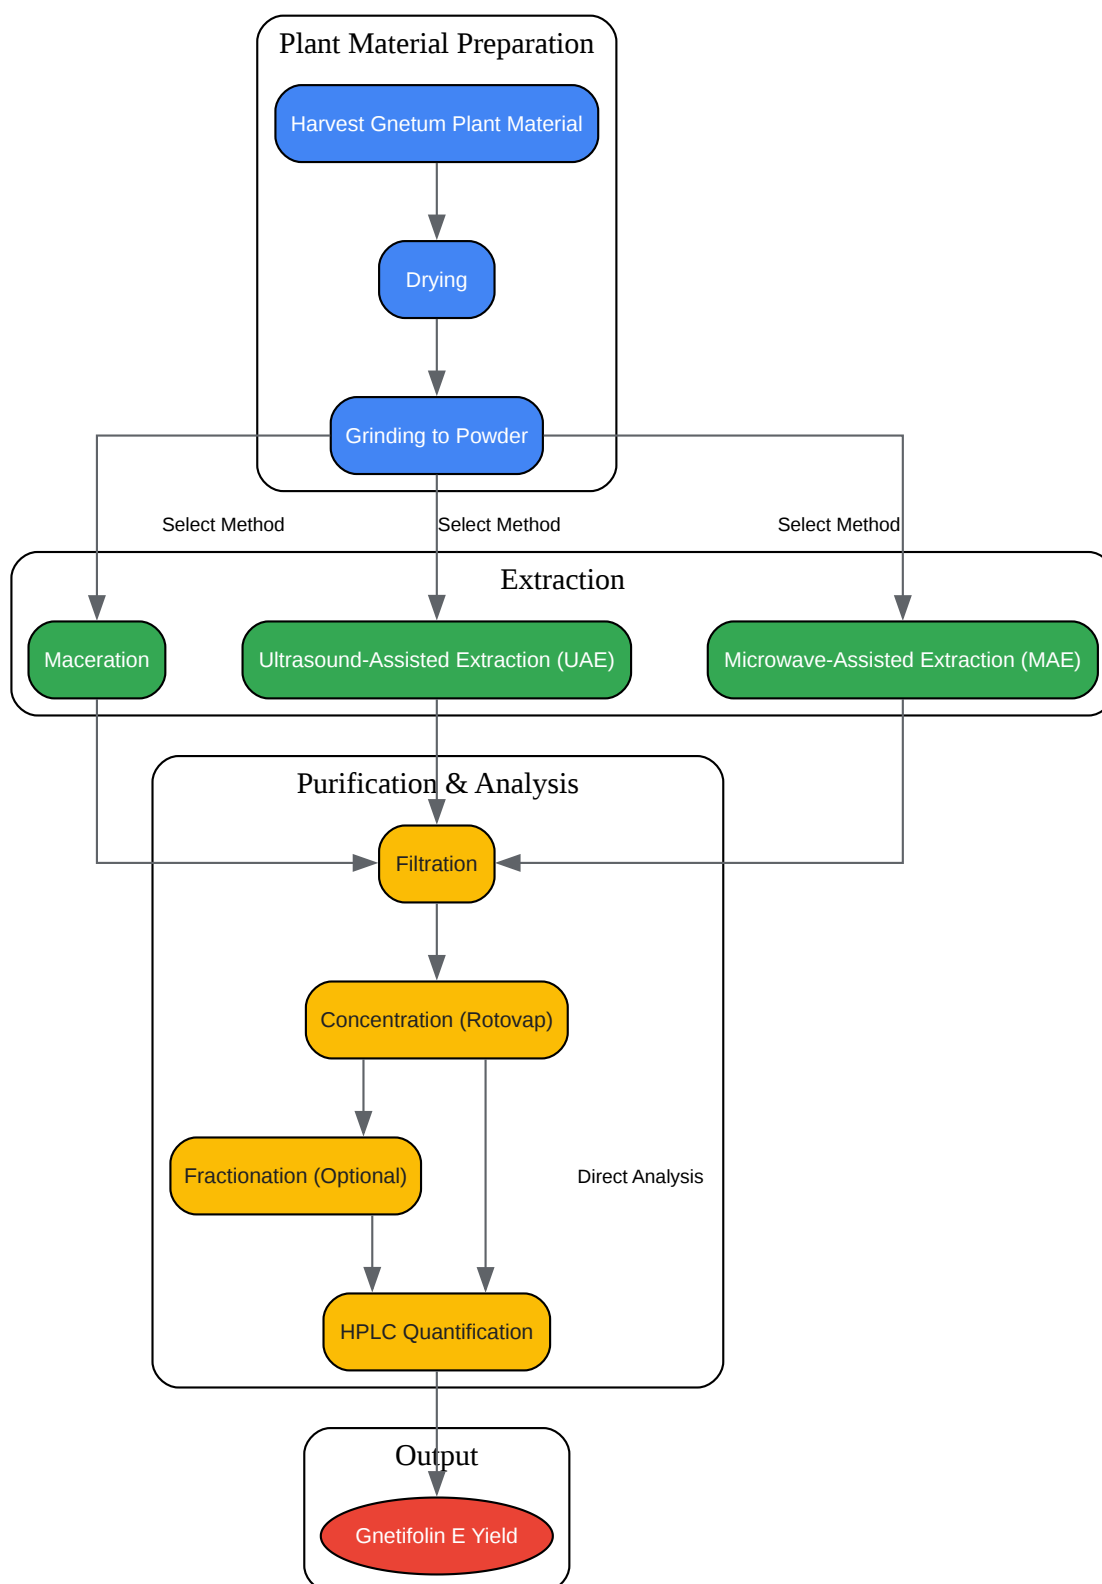 Plant Material Preparation
Harvest Gnetum Plant Material
Drying
Grinding to Powder
Select Method
Select Method
Select Method
Extraction
Maceration
Ultrasound-Assisted Extraction (UAE)
Microwave-Assisted Extraction (MAE)
Purification & Analysis
Filtration
Concentration (Rotovap)
Fractionation (Optional)
Direct Analysis
HPLC Quantification
Output
Gnetifolin E Yield